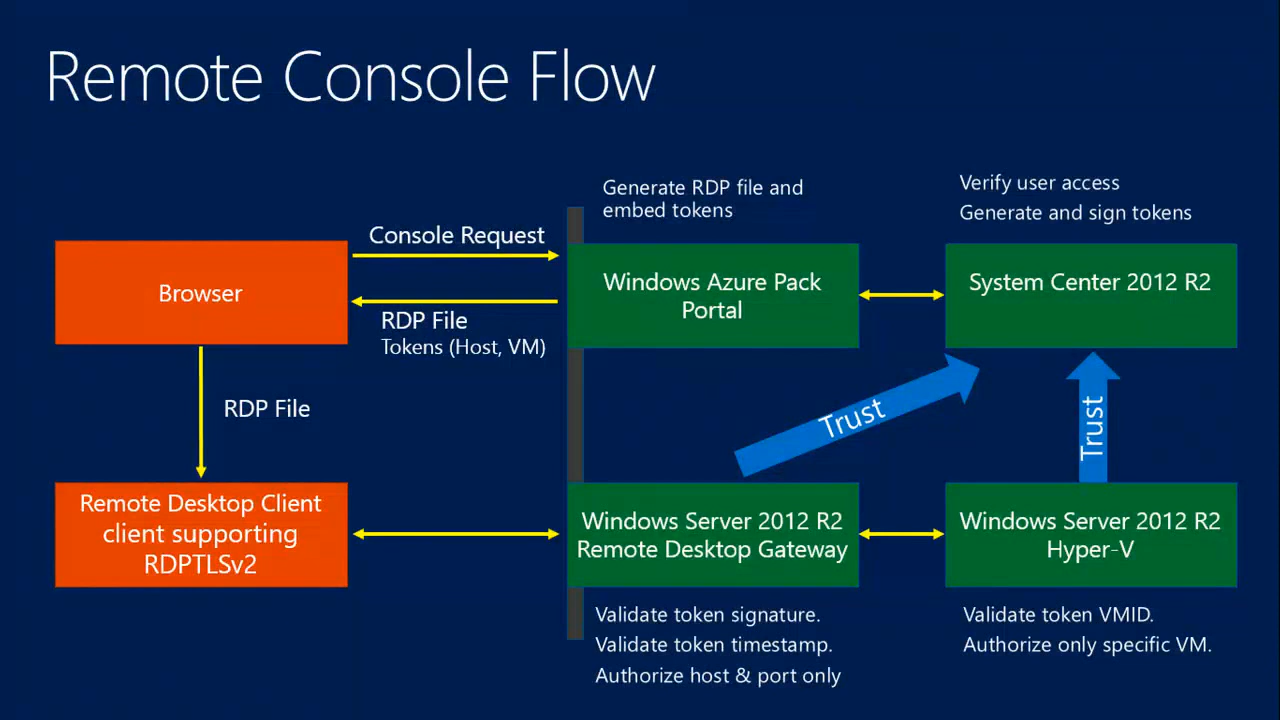 Remote Console Flow
Generate RDP file and
embed tokens
Verify user access
Generate and sign tokens
Console Request
Browser
Windows Azure Pack
Portal
System Center 2012 R2
RDP File
Tokens (Host, VM)
RDP File
Trust
Trust
Remote Desktop Client
client supporting
RDPTLSv2
Windows Server 2012 R2
Remote Desktop Gateway
Windows Server 2012 R2
Hyper-V
Validate token signature.
Validate token timestamp.
Authorize host & port only
Validate token VMID.
Authorize only specific VM.